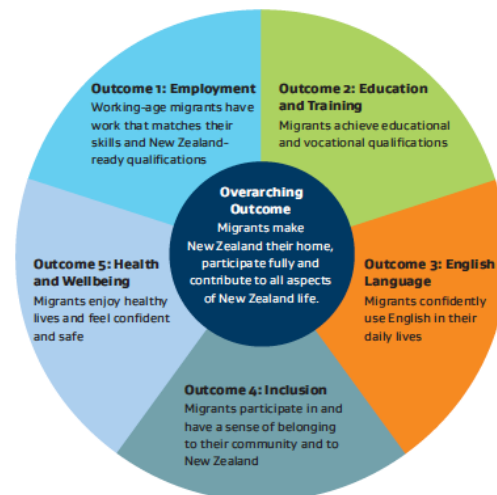 Outcome 1: Employment
Working-age migrants have
work that matches their
skills and New Zealand-
ready qualifications
Outcome 2: Education
and Training
Migrants achieve educational
and vocational qualifications
Overarching
Outcome
Migrants make
New Zealand their home,
participate fully and
contribute to all aspects
of New Zealand life.
Outcome 3: English
Language
Migrants confidently
use English in their
daily lives
Outcome 4: Inclusion
Migrants participate in and
have a sense of belonging
to their community and to
New Zealand
Outcome 5: Health
and Wellbeing
Migrants enjoy healthy
lives and feel confident
and safe